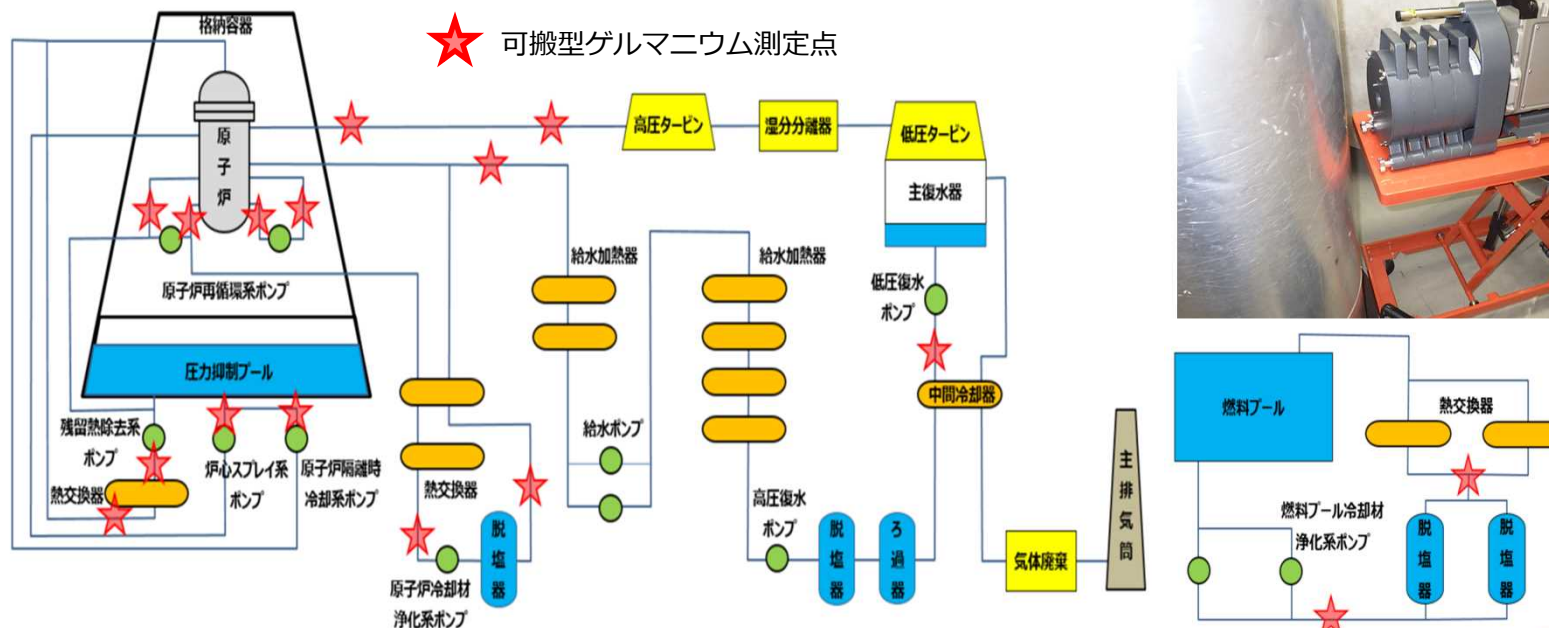 格納容器
可搬型ゲルマニウム測定点
原
子
炉
高圧タービン
湿分分離器
低圧タービン
主復水器
原子炉再循環系ポンプ
給水加熱器
給水加熱器
低圧復水
ポンプ
圧力抑制プール
中間冷却器
残留熱除去系
ポンプ
熱交換器
炉心スプレイ系
ポンプ
原子炉隔離時
冷却系ポンプ
熱交換器
給水ポンプ
高圧復水
ポンプ
脱
塩
器
原子炉冷却材
浄化系ポンプ
脱
塩
器
ろ
過
器
気体廃棄
主
排
気
筒
燃料プール
熱交換器
燃料プール冷却材
浄化系ポンプ
脱
塩
器
脱
塩
器